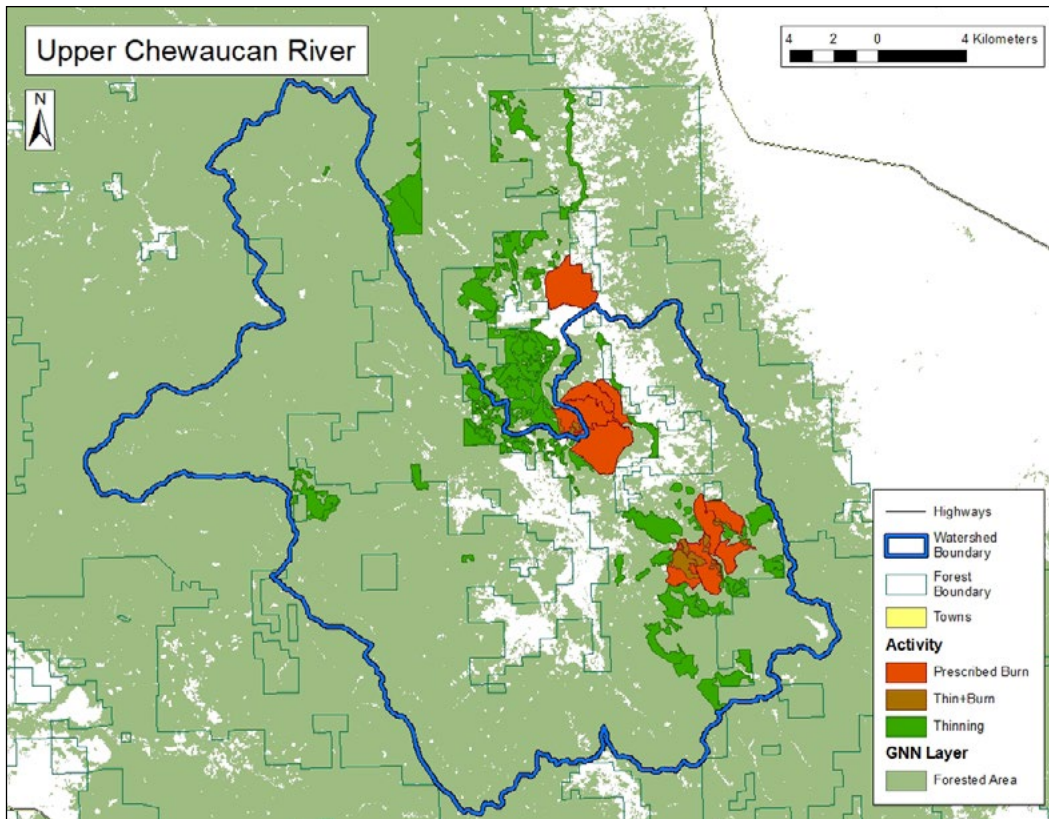 Upper Chewaucan River
4 2 0 4 Kilometers
N
Highways
Watershed
Boundary
Forest
Boundary
Towns
Activity
Prescribed Burn
Thin+Burn
Thinning
GNN Layer
Forested Area